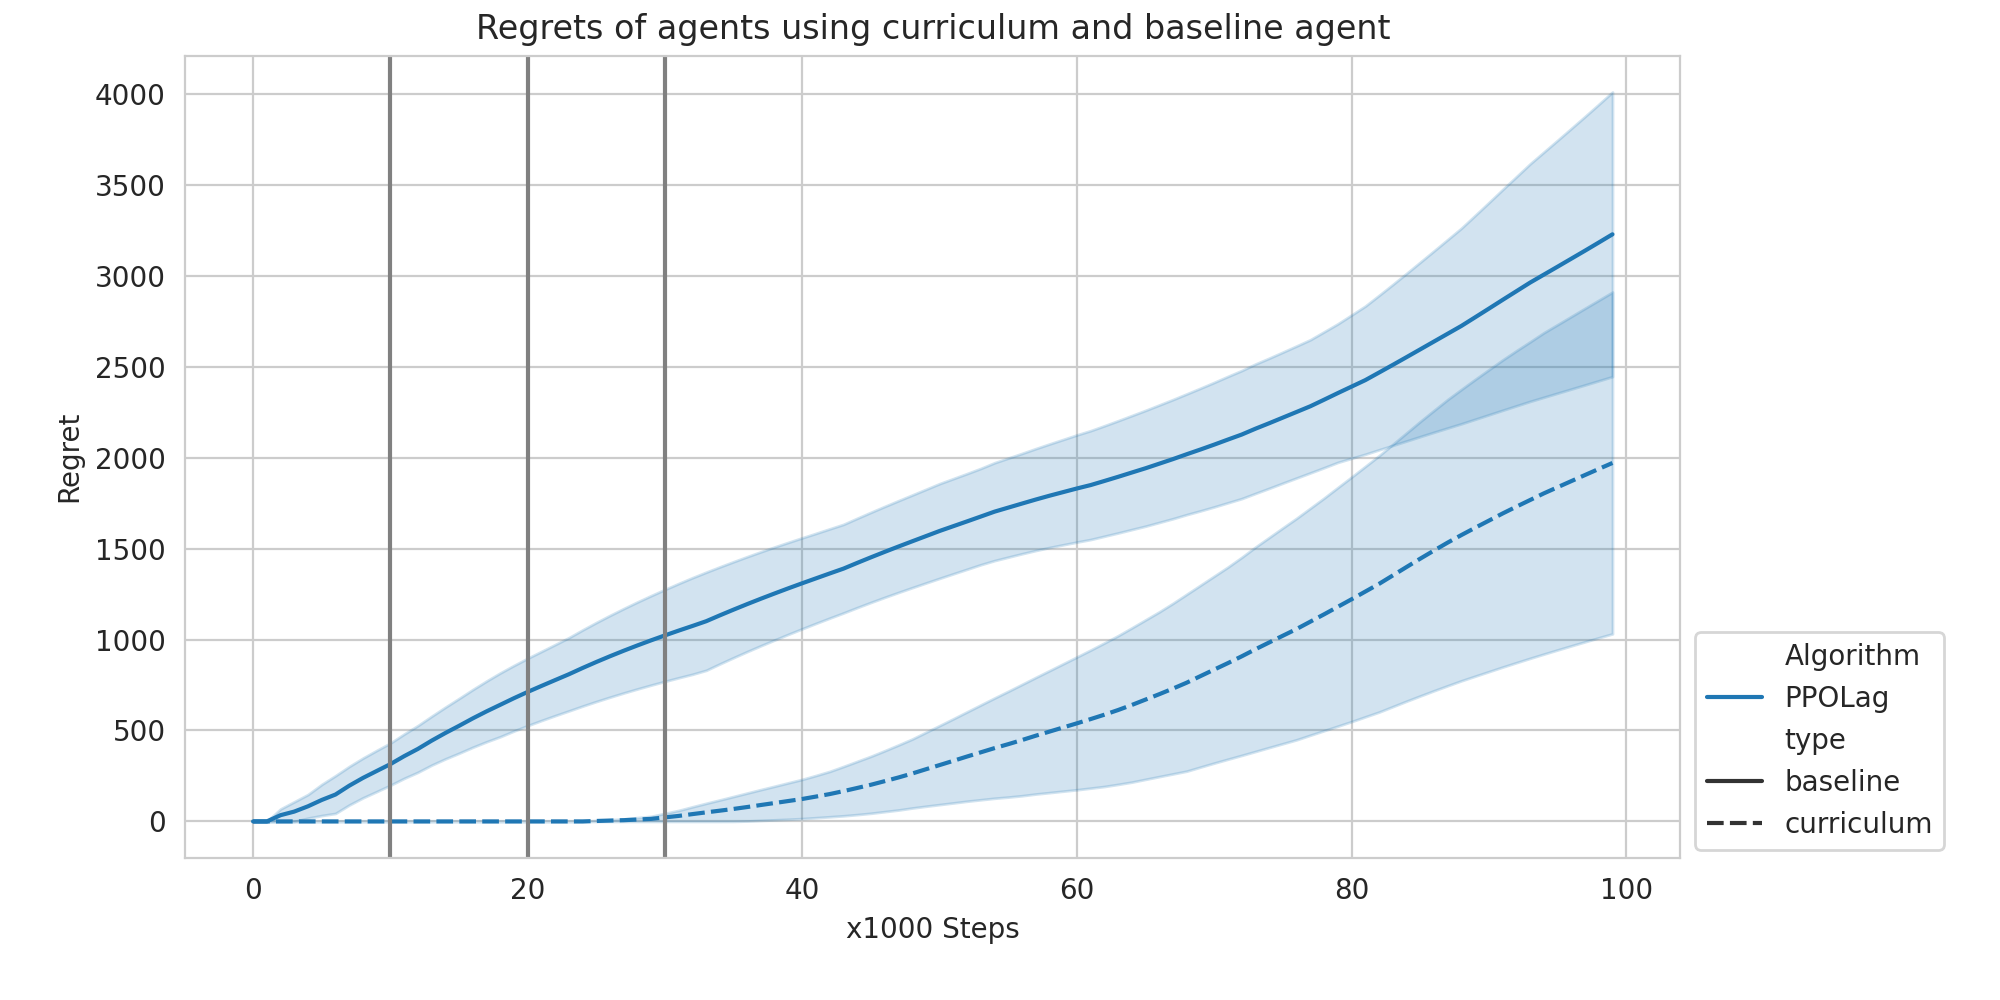 Regrets of agents using curriculum and baseline agent
4000
3500
3000
2500
2000
1500
1000
500
0
Regret
0 20 40 60 80 100
x1000 Steps
Algorithm
PPOLag
type
baseline
curriculum